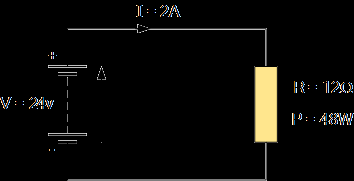 I = 2A
+
V = 24v
R = 12Ω
P = 48W
-